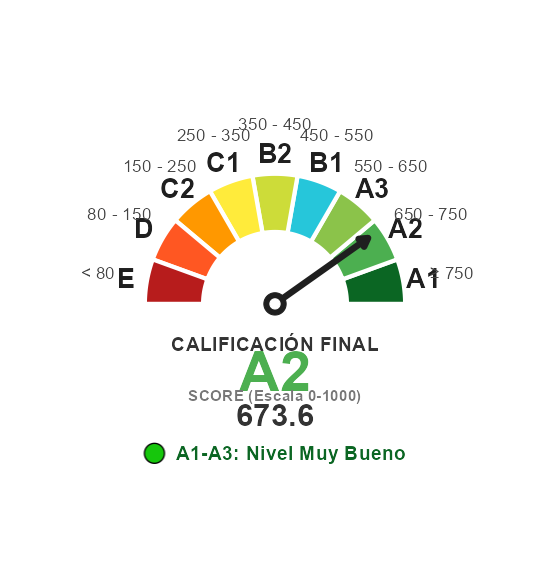 350 - 450
250 - 350
450 - 550
B2
C1
B1
150 - 250
550 - 650
C2
A3
80 - 150
650 - 750
D
A2
< 80
E
A1
≥ 750
CALIFICACIÓN FINAL
A2
SCORE (Escala 0-1000)
673.6
A1-A3: Nivel Muy Bueno